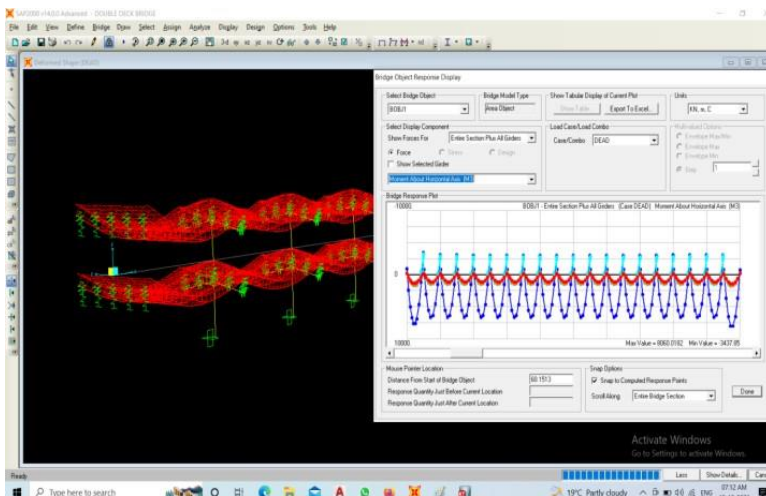 SAP2000 v14.0.0 Advanced - DOUBLE DECK BRIDGE
File Edit View Define Bridge Draw Select Assign Analyze Display Design Options Tools Help
Deformed Shape (DEAD)
Bridge Object Response Display
Select Bridge Object
BOBJ1
Bridge Model Type
Area Object
Show Tabular Display of Current Plot
Show Table
Export To Excel...
Units
KN, m, C
Select Display Component
Show Forces For
Entire Section Plus All Girders
Force
Stress
Design
Show Selected Girder
Moment About Horizontal Axis (M3)
Load Case/Load Combo
Case/Combo
DEAD
Multivalued Options
Envelope Max/Min
Envelope Max
Envelope Min
Step
1
Bridge Response Plot
-10000.
BOBJ1 - Entire Section Plus All Girders (Case DEAD) Moment About Horizontal Axis (M3)
0
10000.
Max Value = 8060.0182 Min Value = -3437.85
Mouse Pointer Location
Distance From Start of Bridge Object
60.1513
Response Quantity Just Before Current Location
Response Quantity Just After Current Location
Snap Options
Snap to Computed Response Points
Scroll Along
Entire Bridge Section
Done
Activate Windows
Go to Settings to activate Windows.
Ready
Less
Show Details...
Type here to search
19°C Partly cloudy
ENG
07:12 AM